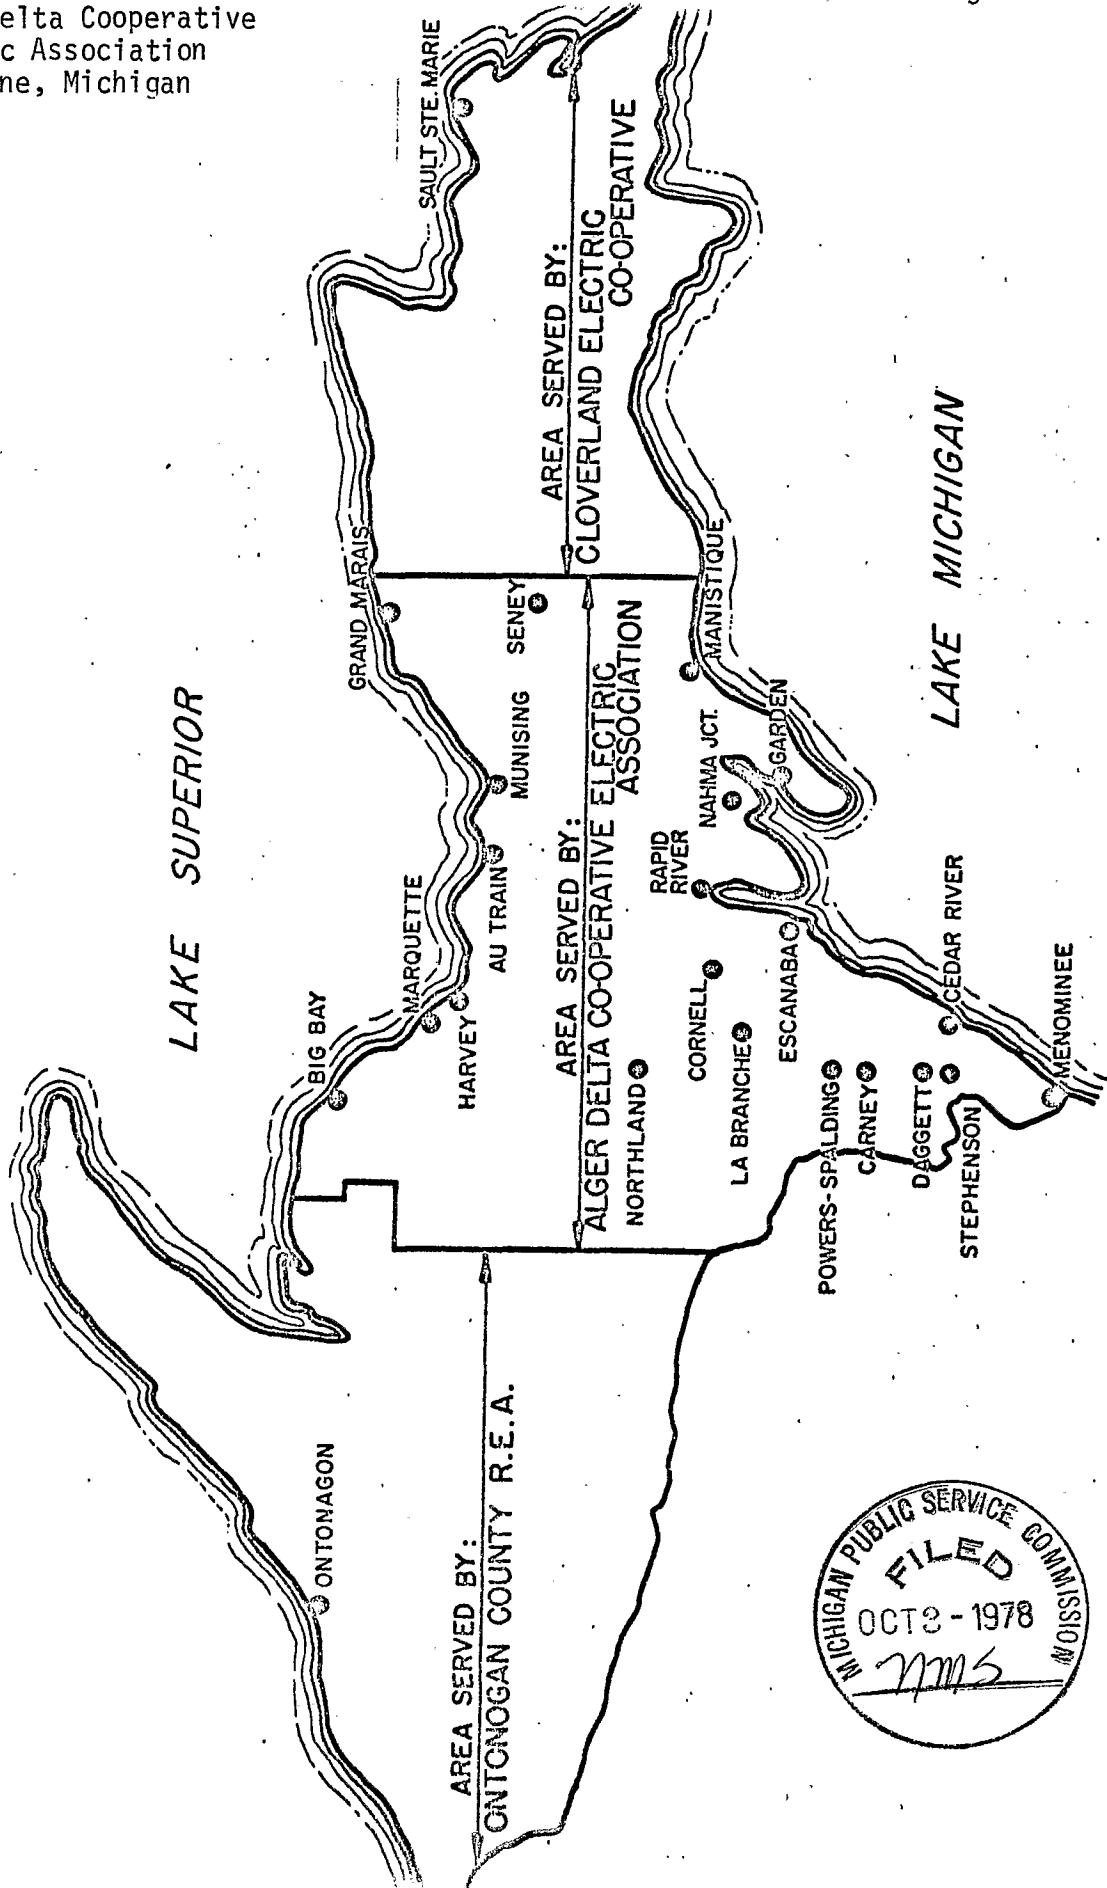 elta Cooperative
c Association
ne, Michigan
LAKE SUPERIOR
LAKE MICHIGAN
SAULT STE. MARIE
AREA SERVED BY:
CLOVERLAND ELECTRIC
CO-OPERATIVE
GRAND MARAIS
SENEY
MANISTIQUE
MUNISING
AU TRAIN
MARQUETTE
HARVEY
BIG BAY
AREA SERVED BY:
ALGER DELTA CO-OPERATIVE ELECTRIC
ASSOCIATION
GARDEN
NAHMA JCT.
RAPID
RIVER
ESCANABA
CORNELL
LA BRANCHE
NORTHLAND
CEDAR RIVER
POWERS-SPALDING
CARNEY
DAGGETT
STEPHENSON
MENOMINEE
ONTONAGON
AREA SERVED BY:
ONTONOGAN COUNTY R.E.A.
MICHIGAN PUBLIC SERVICE COMMISSION
FILED
OCT 3 - 1978